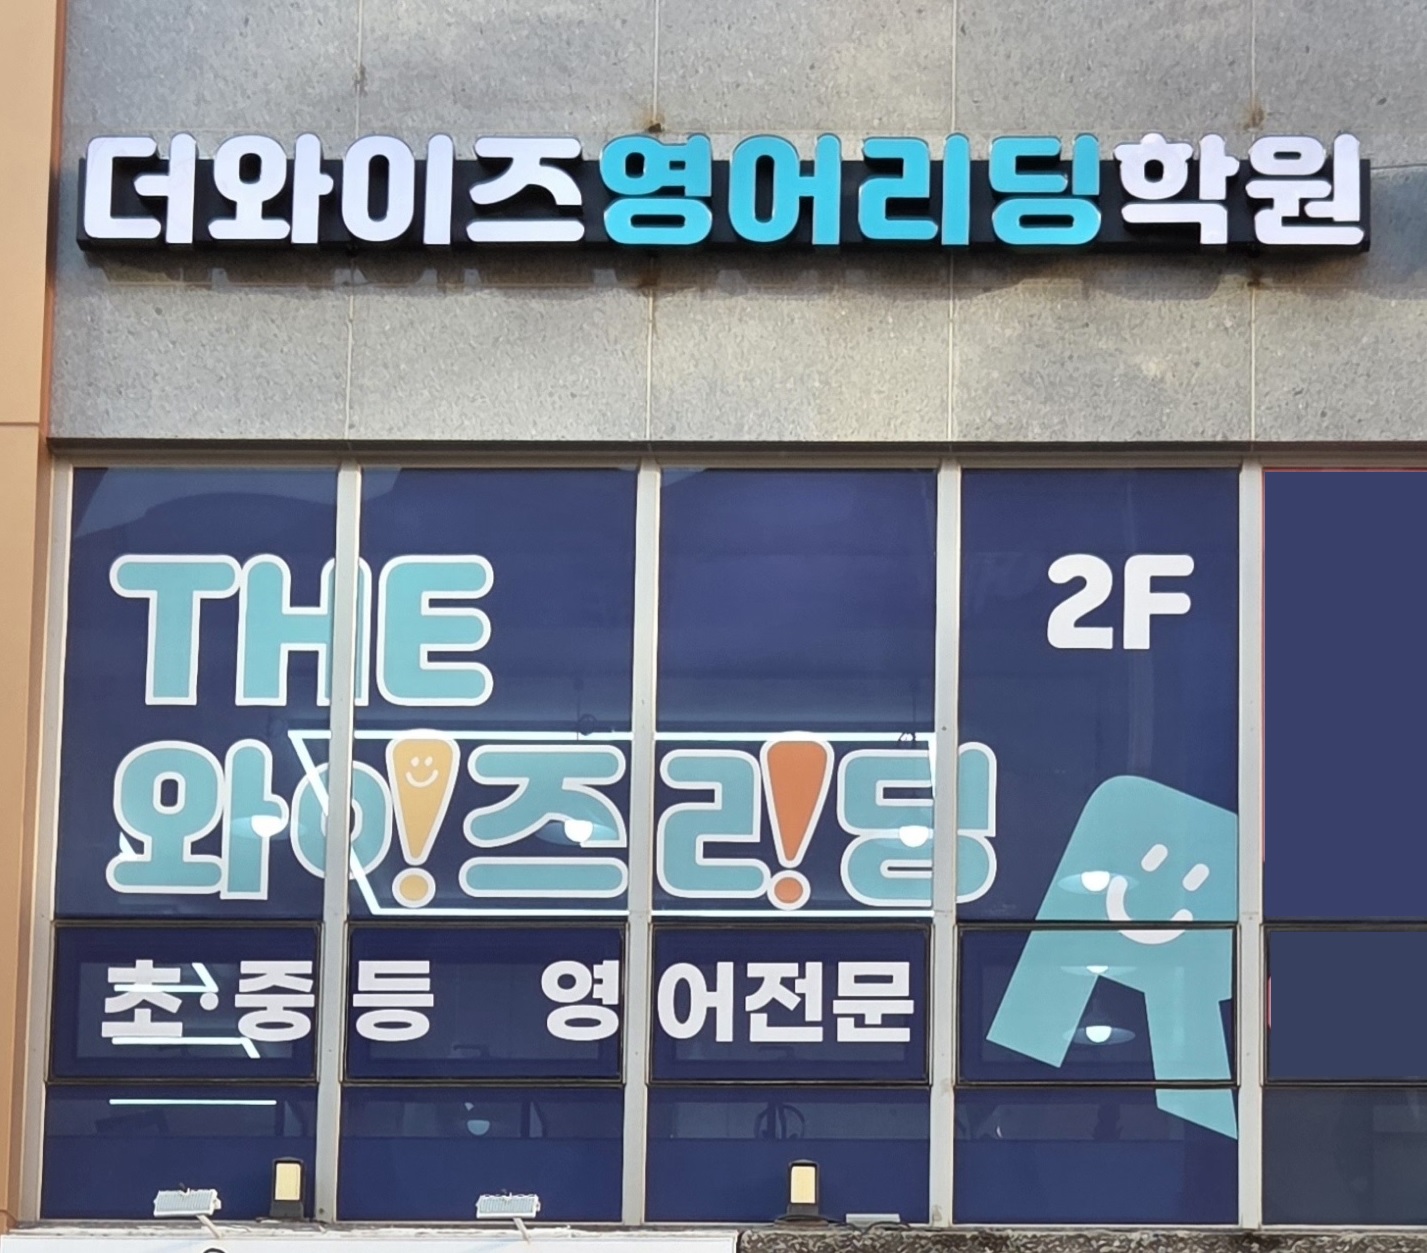 더와이즈영어리딩학원
THE
2F
와이!즈리!딩
초·중등 영어전문